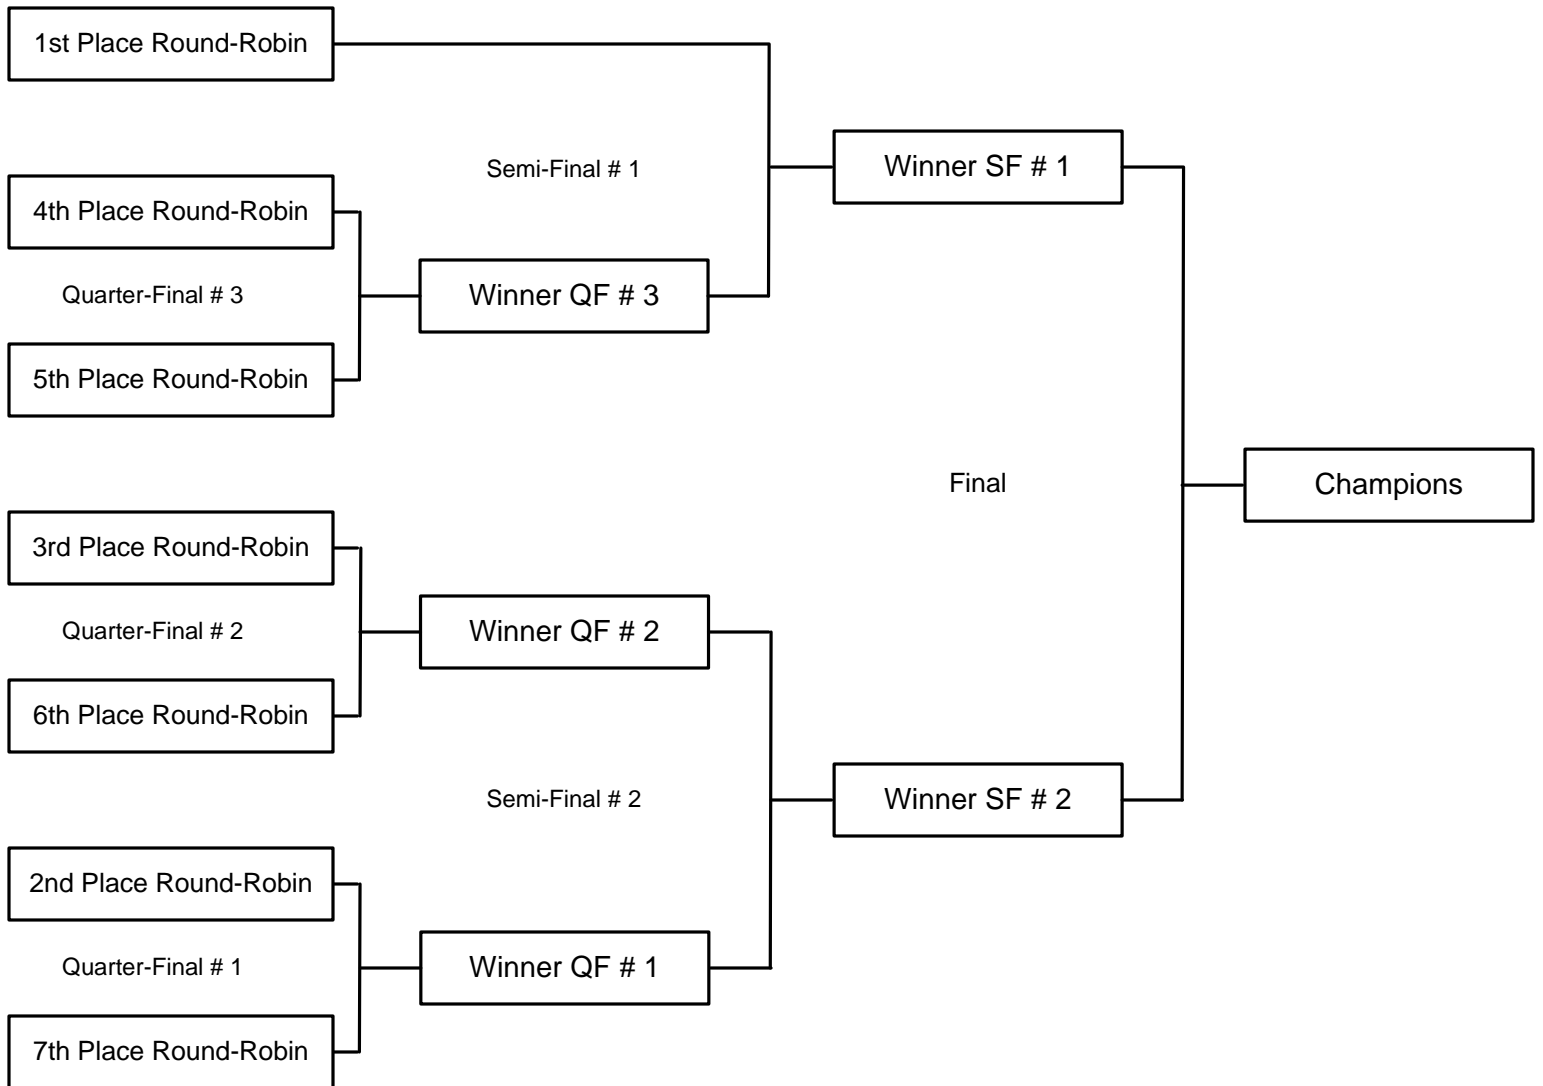 1st Place Round-Robin
Semi-Final # 1
Winner SF # 1
4th Place Round-Robin
Quarter-Final # 3
Winner QF # 3
5th Place Round-Robin
Final
Champions
3rd Place Round-Robin
Quarter-Final # 2
Winner QF # 2
6th Place Round-Robin
Semi-Final # 2
Winner SF # 2
2nd Place Round-Robin
Quarter-Final # 1
Winner QF # 1
7th Place Round-Robin